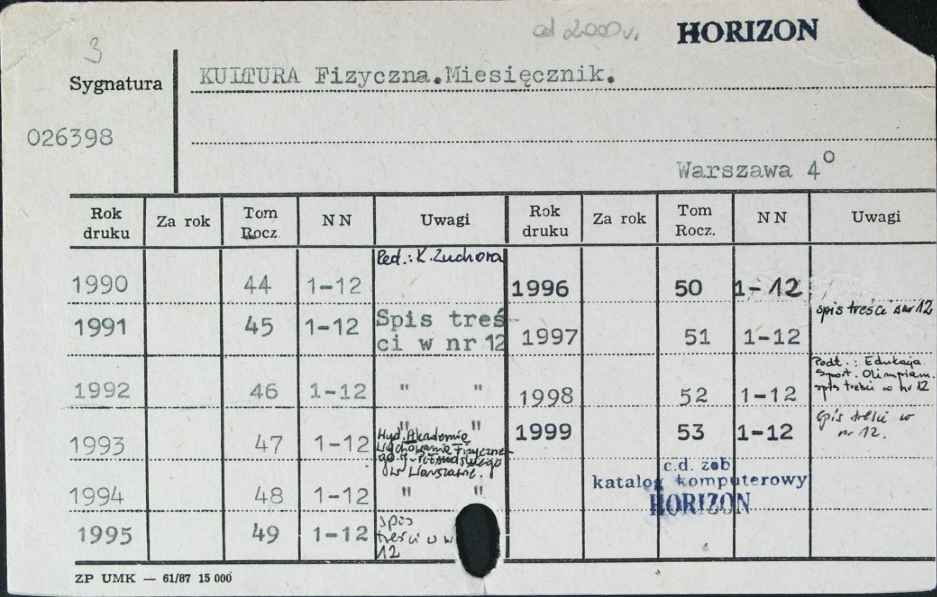 od 2000 r. HORIZON
3
Sygnatura KULTURA Fizyczna.Miesięcznik.
026398
Warszawa 4°
Rok druku Za rok Tom Rocz. N N Uwagi Rok druku Za rok Tom Rocz. N N Uwagi
1990 44 1-12 Red.: K. Zuchora 1996 50 1-12
spis treści w nr 12
1991 45 1-12 Spis treści w nr 12 1997 51 1-12
Podt.: Edukacja
Sport. Olimpizm.
spis treści w nr 12
1992 46 1-12 " " 1998 52 1-12
Spis treści w
nr 12.
1993 47 1-12 " " 1999 53 1-12
Wyd. Akademia
Wychowania Fizyczne-
go J. Piłsudskiego
w Warszawie.
1994 48 1-12 " "
c.d. zob.
katalog komputerowy
HORIZON
1995 49 1-12 spis
treści w
12
ZP UMK — 61/87 15 000